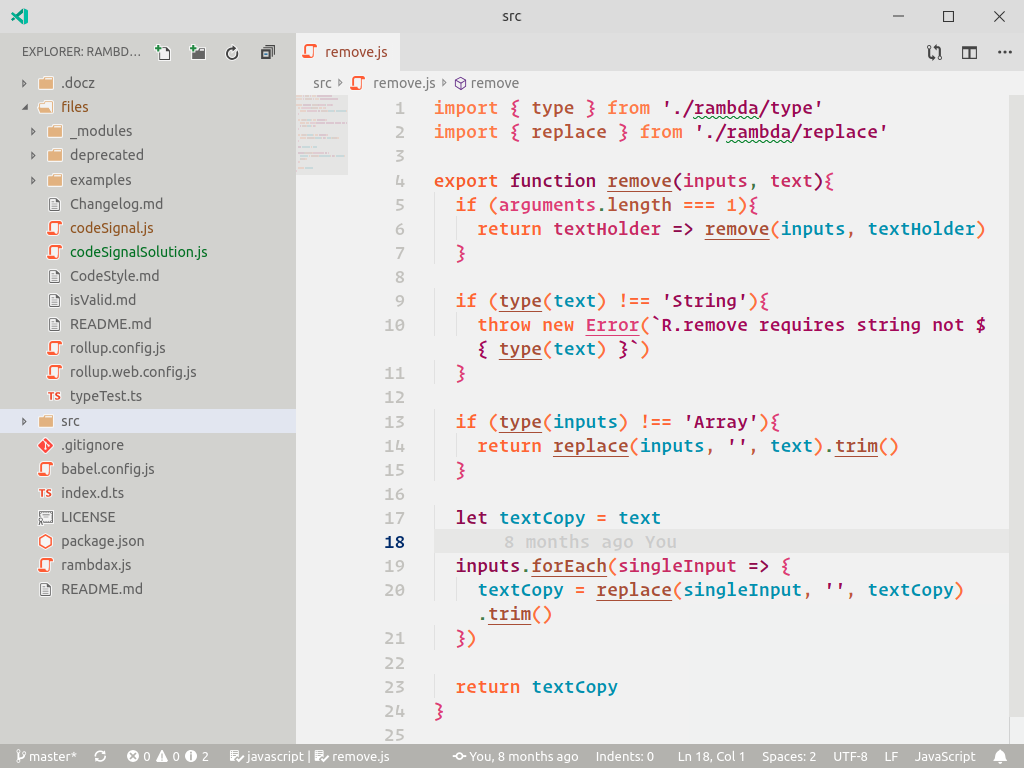 src
EXPLORER: RAMBD...
.docz
files
_modules
deprecated
examples
Changelog.md
codeSignal.js
codeSignalSolution.js
CodeStyle.md
isValid.md
README.md
rollup.config.js
rollup.web.config.js
TS typeTest.ts
src
.gitignore
babel.config.js
TS index.d.ts
LICENSE
package.json
rambdax.js
README.md
remove.js
src remove.js remove
1 import { type } from './rambda/type'
2 import { replace } from './rambda/replace'
3
4 export function remove(inputs, text){
5 if (arguments.length === 1){
6 return textHolder => remove(inputs, textHolder)
7 }
8
9 if (type(text) !== 'String'){
10 throw new Error(`R.remove requires string not $
{ type(text) }`)
11 }
12
13 if (type(inputs) !== 'Array'){
14 return replace(inputs, '', text).trim()
15 }
16
17 let textCopy = text
18 8 months ago You
19 inputs.forEach(singleInput => {
20 textCopy = replace(singleInput, '', textCopy)
.trim()
21 })
22
23 return textCopy
24 }
25
master* 0 0 2 javascript | remove.js You, 8 months ago Indents: 0 Ln 18, Col 1 Spaces: 2 UTF-8 LF JavaScript